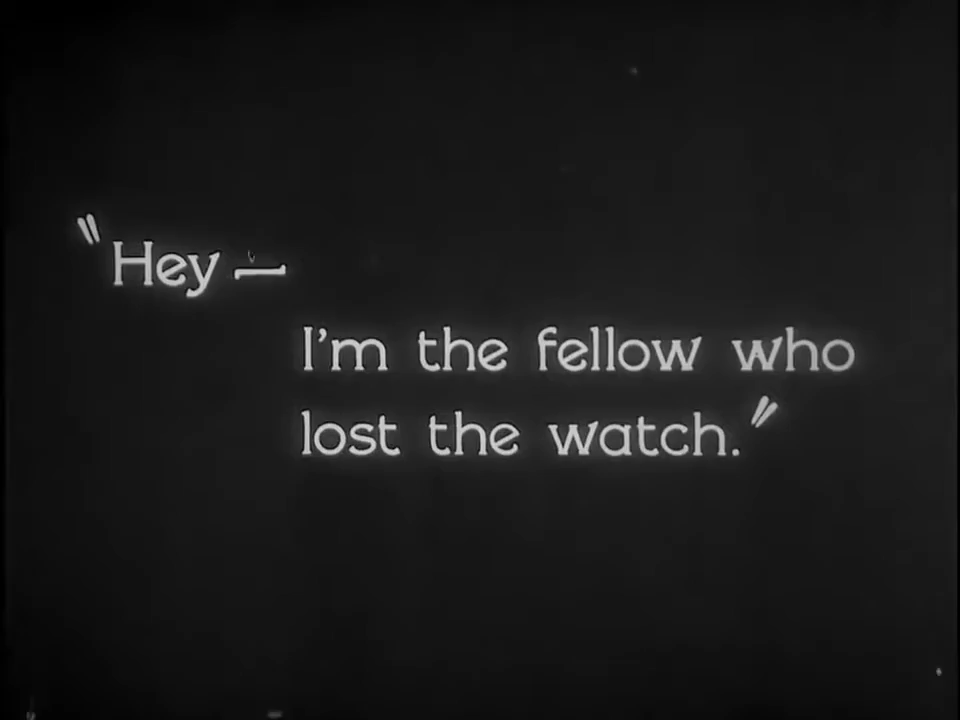 "Hey —
I'm the fellow who
lost the watch."